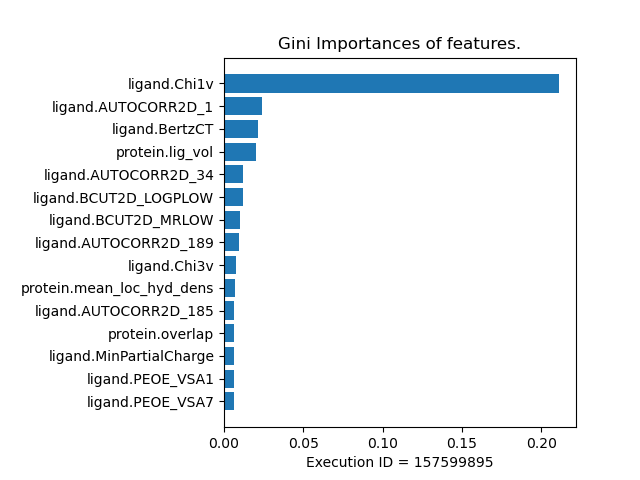 Gini Importances of features.
ligand.Chi1v
ligand.AUTOCORR2D_1
ligand.BertzCT
protein.lig_vol
ligand.AUTOCORR2D_34
ligand.BCUT2D_LOGPLOW
ligand.BCUT2D_MRLOW
ligand.AUTOCORR2D_189
ligand.Chi3v
protein.mean_loc_hyd_dens
ligand.AUTOCORR2D_185
protein.overlap
ligand.MinPartialCharge
ligand.PEOE_VSA1
ligand.PEOE_VSA7
0.00 0.05 0.10 0.15 0.20
Execution ID = 157599895